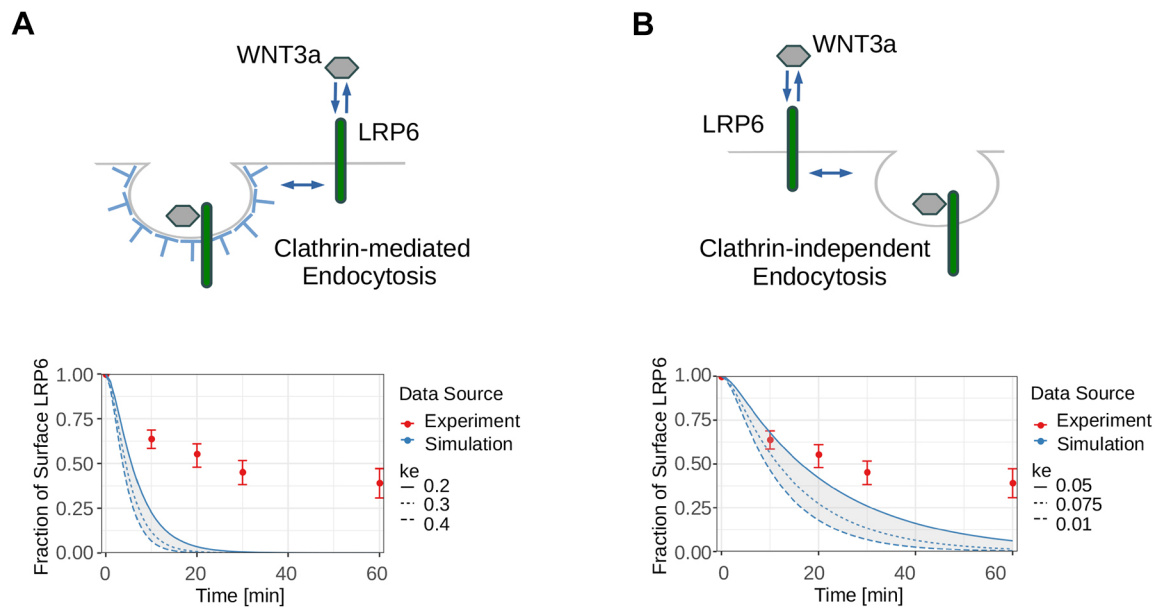 A
WNT3a
LRP6
Clathrin-mediated
Endocytosis
B
WNT3a
LRP6
Clathrin-independent
Endocytosis
Fraction of Surface LRP6
1.00
0.75
0.50
0.25
0.00
0
20
40
60
Time [min]
Data Source
Experiment
Simulation
ke
0.2
0.3
0.4
Fraction of Surface LRP6
1.00
0.75
0.50
0.25
0.00
0
20
40
60
Time [min]
Data Source
Experiment
Simulation
ke
0.05
0.075
0.01